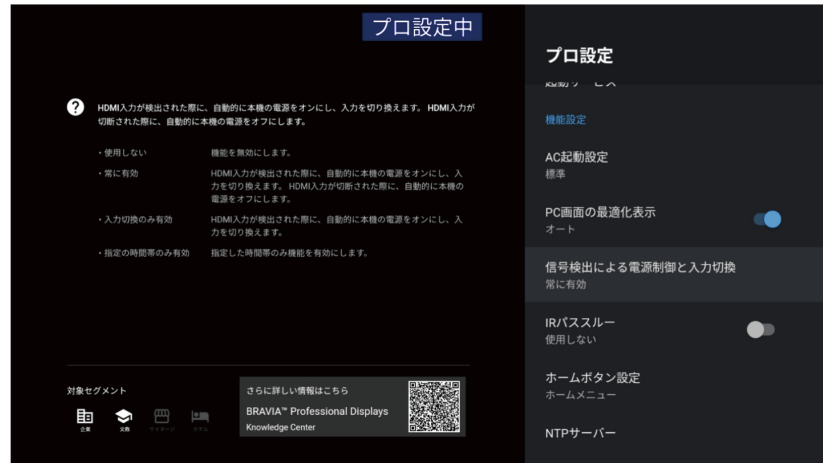 プロ設定中
HDMI入力が検出された際に、自動的に本機の電源をオンにし、入力を切り換えます。 HDMI入力が
切断された際に、自動的に本機の電源をオフにします。
・使用しない 機能を無効にします。
・常に有効 HDMI入力が検出された際に、自動的に本機の電源をオンにし、入
力を切り換えます。 HDMI入力が切断された際に、自動的に本機の
電源をオフにします。
・入力切換のみ有効 HDMI入力が検出された際に、自動的に本機の電源をオンにし、入
力を切り換えます。
・指定の時間帯のみ有効 指定した時間帯のみ機能を有効にします。
対象セグメント
企業 文教 サイネージ ホテル
さらに詳しい情報はこちら
BRAVIA™ Professional Displays
Knowledge Center
プロ設定
機能設定
AC起動設定
標準
PC画面の最適化表示
オート
信号検出による電源制御と入力切換
常に有効
IRパススルー
使用しない
ホームボタン設定
ホームメニュー
NTPサーバー